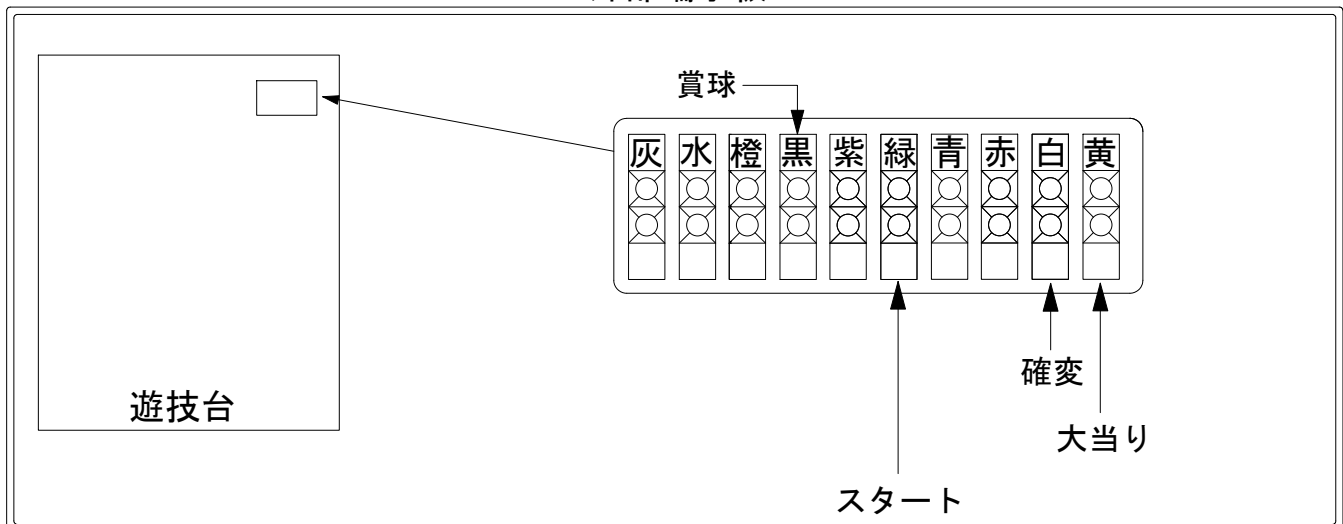 賞球
灰 水 橙 黒 紫 緑 青 赤 白 黄
確変
遊技台
大当り
スタート